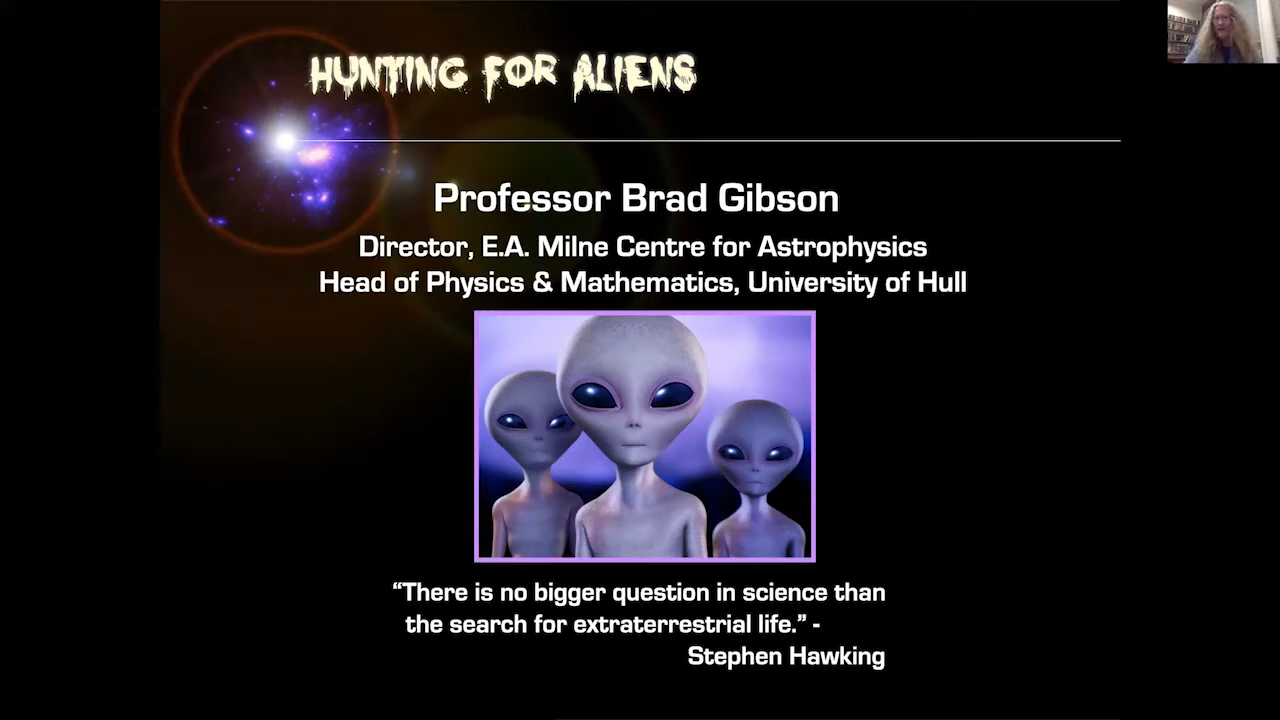 HUNTING FOR ALIENS
Professor Brad Gibson
Director, E.A. Milne Centre for Astrophysics
Head of Physics & Mathematics, University of Hull
“There is no bigger question in science than
the search for extraterrestrial life.” -
Stephen Hawking